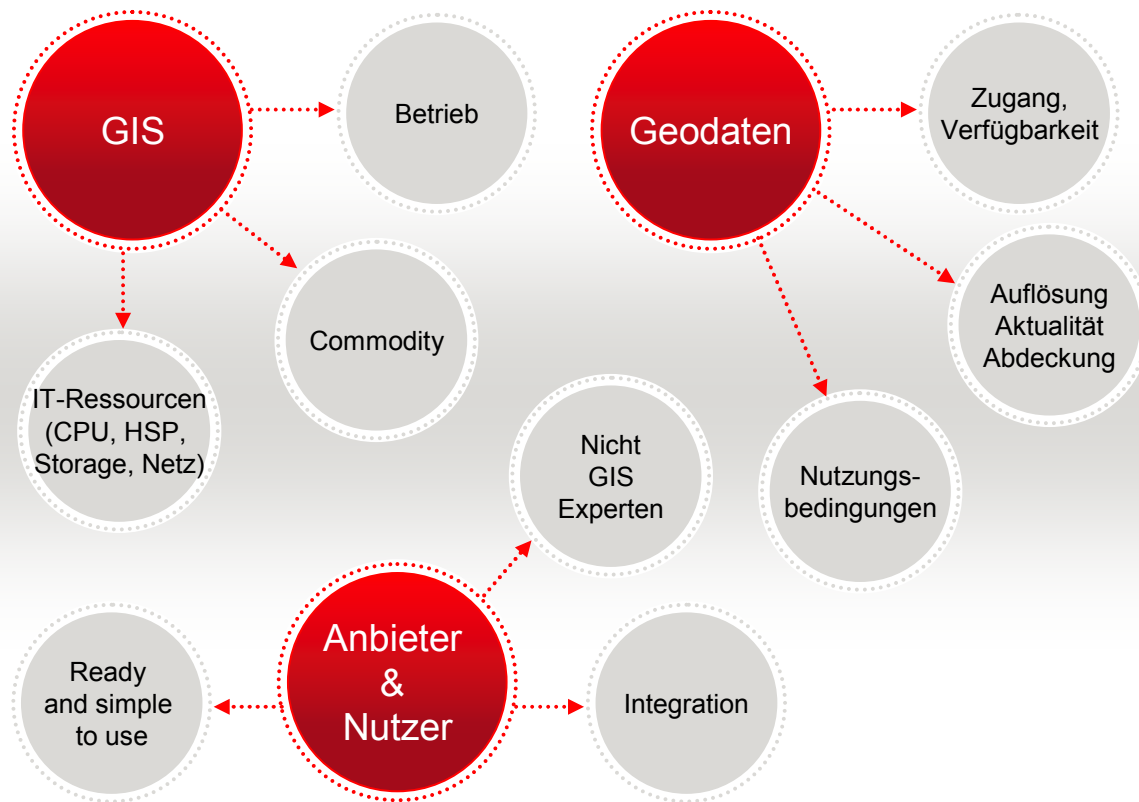 GIS
Betrieb
Commodity
IT-Ressourcen
(CPU, HSP,
Storage, Netz)
Geodaten
Zugang,
Verfügbarkeit
Auflösung
Aktualität
Abdeckung
Nutzungs-
bedingungen
Anbieter
&
Nutzer
Nicht
GIS
Experten
Ready
and simple
to use
Integration